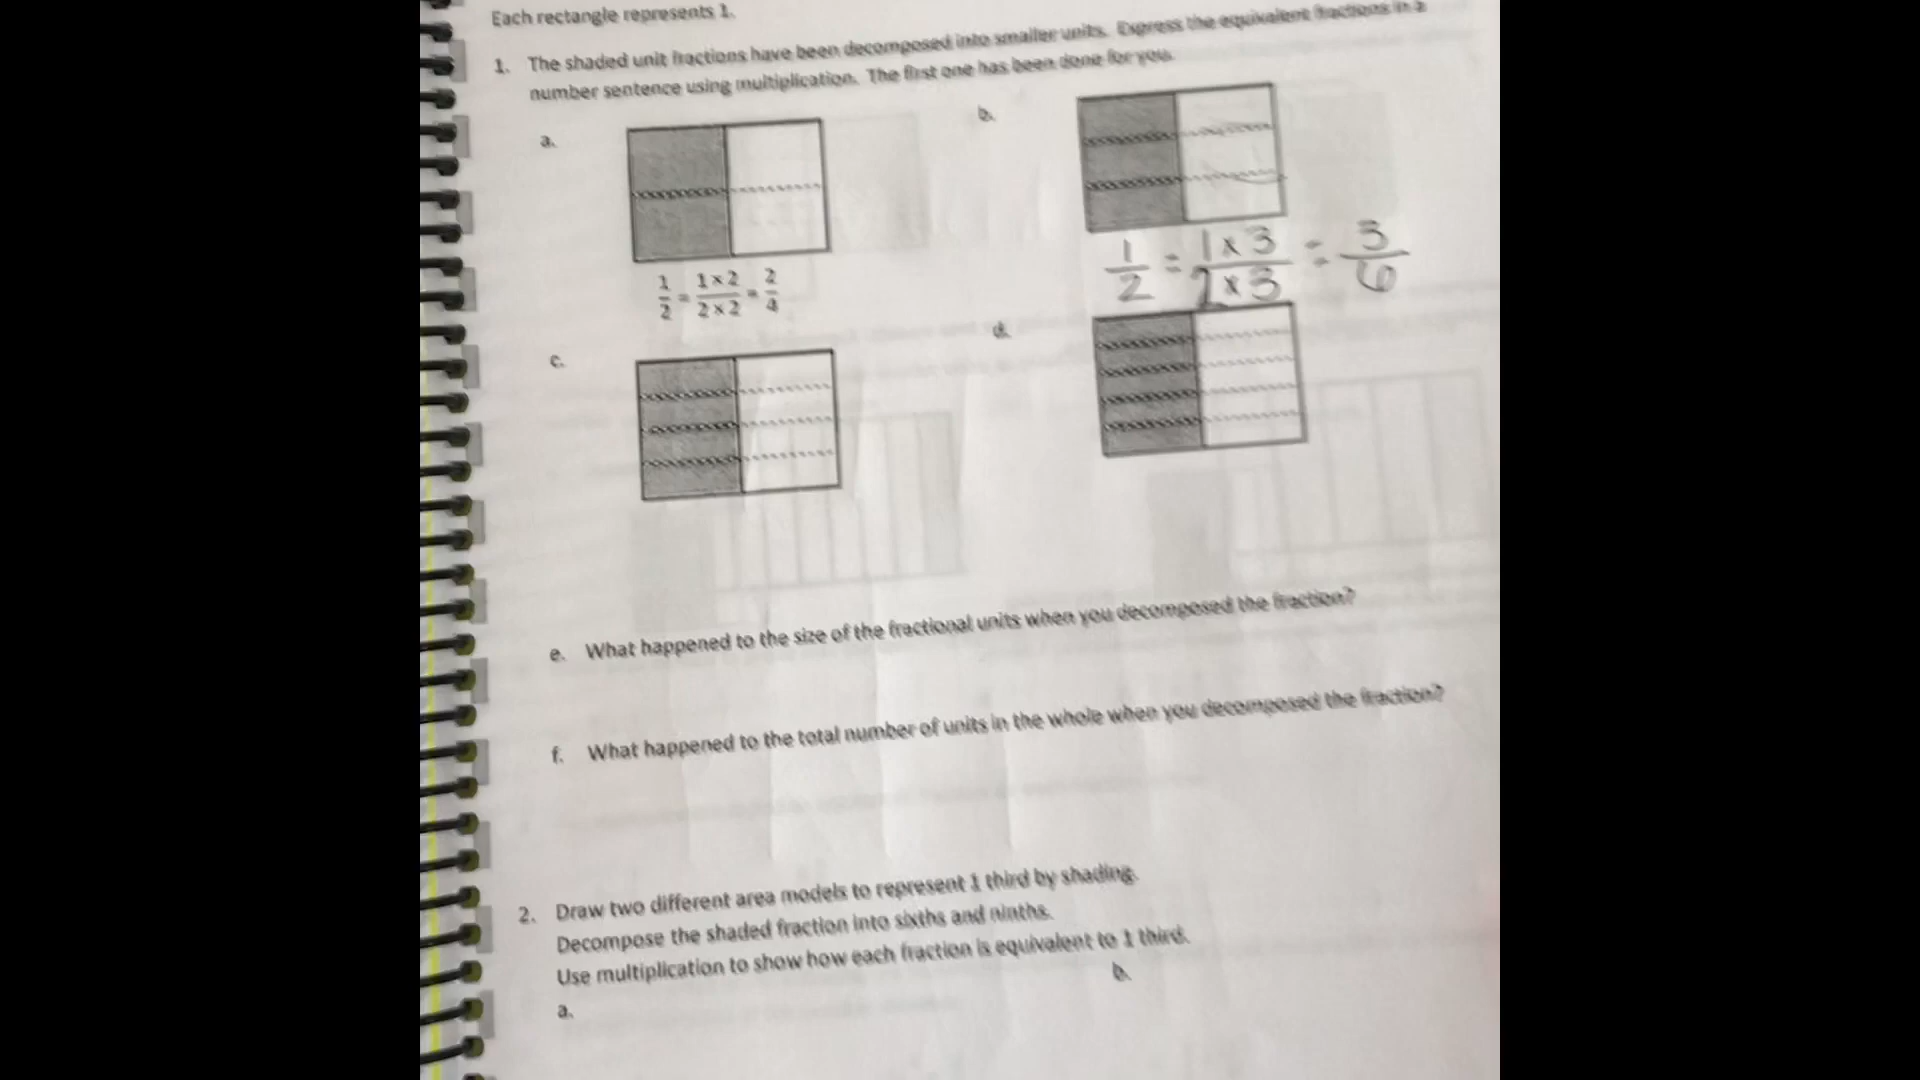 Each rectangle represents 1.
1. The shaded unit fractions have been decomposed into smaller units. Express the equivalent fractions in a
number sentence using multiplication. The first one has been done for you.
a.
b.
1/2 = 1 × 2/2 × 2 = 2/4
1/2 = 1 x 3/2 x 3 = 3/6
c.
d.
e. What happened to the size of the fractional units when you decomposed the fraction?
f. What happened to the total number of units in the whole when you decomposed the fraction?
2. Draw two different area models to represent 1 third by shading.
Decompose the shaded fraction into sixths and ninths.
Use multiplication to show how each fraction is equivalent to 1 third.
a.
b.